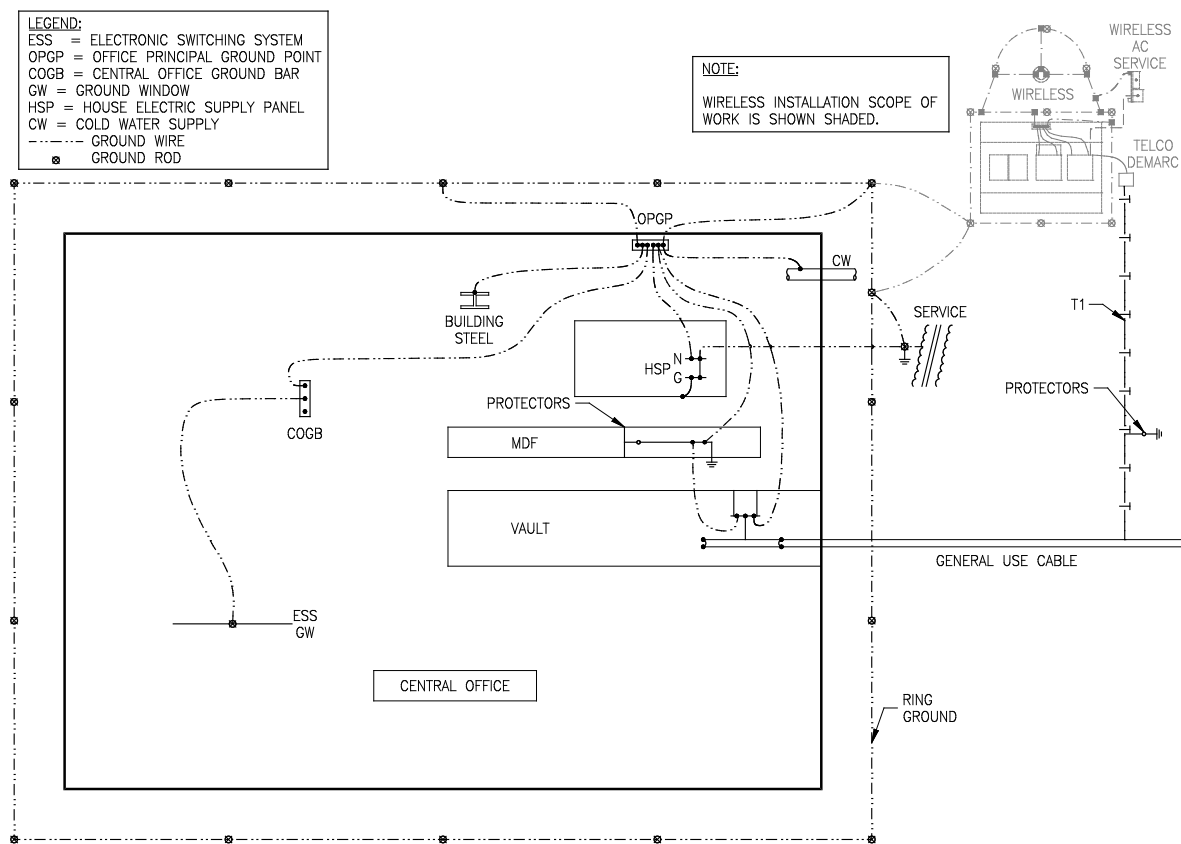 LEGEND:
ESS = ELECTRONIC SWITCHING SYSTEM
OPGP = OFFICE PRINCIPAL GROUND POINT
COGB = CENTRAL OFFICE GROUND BAR
GW = GROUND WINDOW
HSP = HOUSE ELECTRIC SUPPLY PANEL
CW = COLD WATER SUPPLY
GROUND WIRE
GROUND ROD
NOTE:
WIRELESS INSTALLATION SCOPE OF
WORK IS SHOWN SHADED.
WIRELESS
AC
SERVICE
WIRELESS
TELCO
DEMARC
OPGP
CW
BUILDING
STEEL
SERVICE
T1
N
HSP
G
PROTECTORS
PROTECTORS
COGB
MDF
VAULT
GENERAL USE CABLE
ESS
GW
CENTRAL OFFICE
RING
GROUND